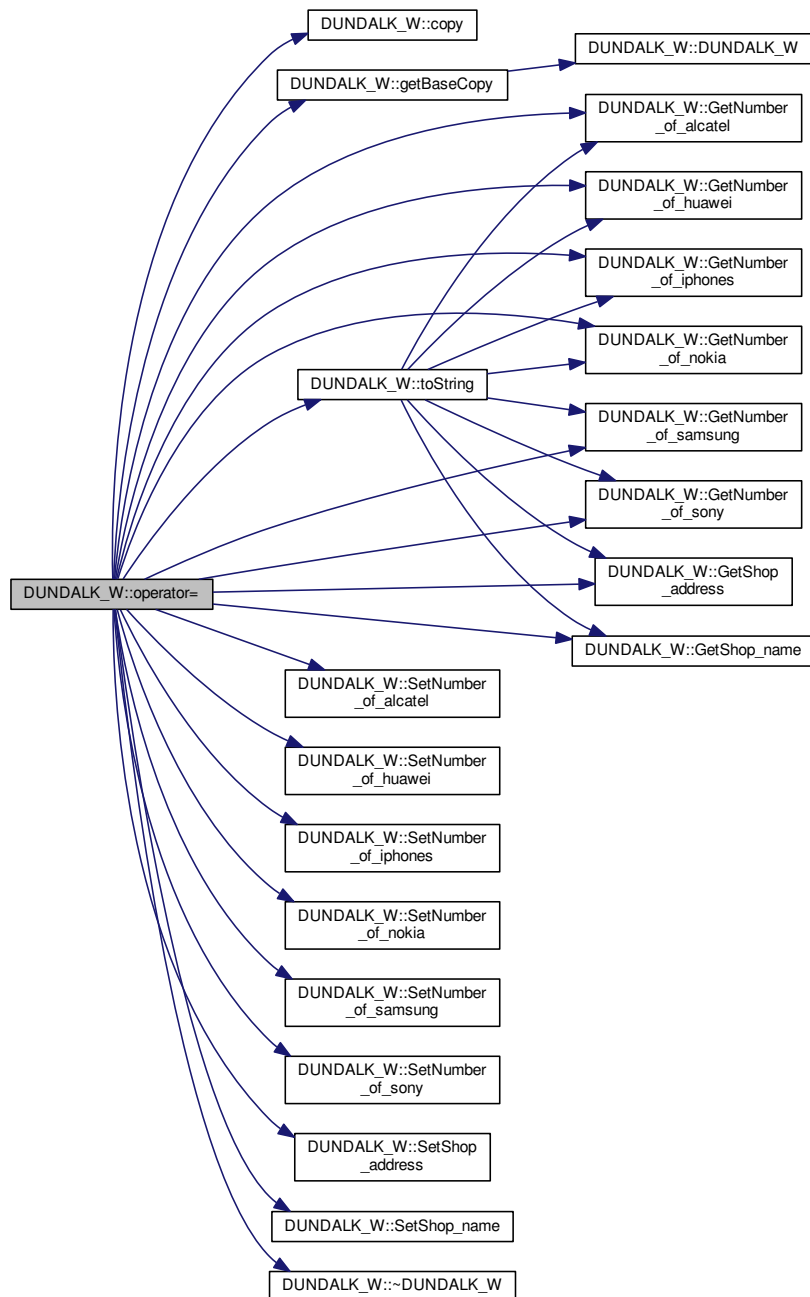 DUNDALK_W::copy
DUNDALK_W::DUNDALK_W
DUNDALK_W::getBaseCopy
DUNDALK_W::GetNumber
_of_alcatel
DUNDALK_W::GetNumber
_of_huawei
DUNDALK_W::GetNumber
_of_iphones
DUNDALK_W::GetNumber
_of_nokia
DUNDALK_W::toString
DUNDALK_W::GetNumber
_of_samsung
DUNDALK_W::GetNumber
_of_sony
DUNDALK_W::GetShop
_address
DUNDALK_W::operator=
DUNDALK_W::GetShop_name
DUNDALK_W::SetNumber
_of_alcatel
DUNDALK_W::SetNumber
_of_huawei
DUNDALK_W::SetNumber
_of_iphones
DUNDALK_W::SetNumber
_of_nokia
DUNDALK_W::SetNumber
_of_samsung
DUNDALK_W::SetNumber
_of_sony
DUNDALK_W::SetShop
_address
DUNDALK_W::SetShop_name
DUNDALK_W::~DUNDALK_W